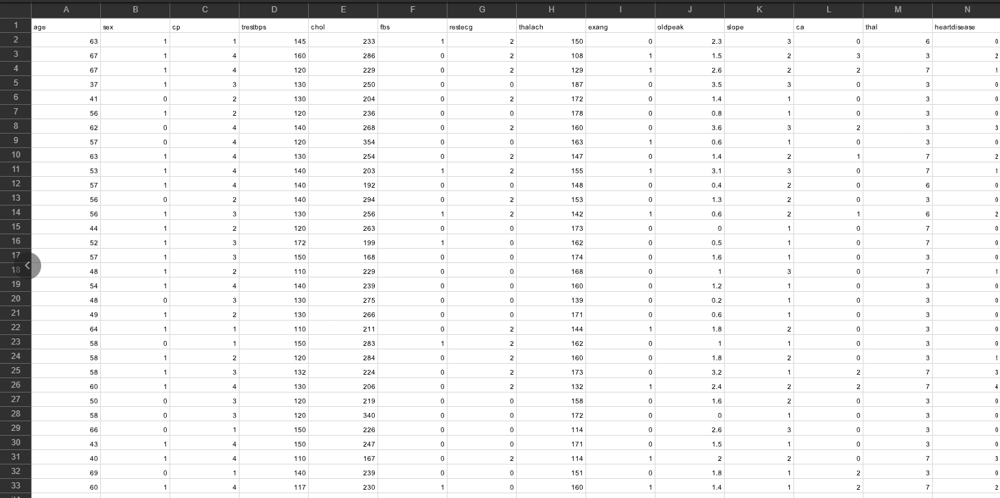 A B C D E F G H I J K L M N
1 age sex cp trestbps chol fbs restecg thalach exang oldpeak slope ca thal heartdisease
2 63 1 1 145 233 1 2 150 0 2.3 3 0 6 0
3 67 1 4 160 286 0 2 108 1 1.5 2 3 3 2
4 67 1 4 120 229 0 2 129 1 2.6 2 2 7 1
5 37 1 3 130 250 0 0 187 0 3.5 3 0 3 0
6 41 0 2 130 204 0 2 172 0 1.4 1 0 3 0
7 56 1 2 120 236 0 0 178 0 0.8 1 0 3 0
8 62 0 4 140 268 0 2 160 0 3.6 3 2 3 3
9 57 0 4 120 354 0 0 163 1 0.6 1 0 3 0
10 63 1 4 130 254 0 2 147 0 1.4 2 1 7 2
11 53 1 4 140 203 1 2 155 1 3.1 3 0 7 1
12 57 1 4 140 192 0 0 148 0 0.4 2 0 6 0
13 56 0 2 140 294 0 2 153 0 1.3 2 0 3 0
14 56 1 3 130 256 1 2 142 1 0.6 2 1 6 2
15 44 1 2 120 263 0 0 173 0 0 1 0 7 0
16 52 1 3 172 199 1 0 162 0 0.5 1 0 7 0
17 57 1 3 150 168 0 0 174 0 1.6 1 0 3 0
18 48 1 2 110 229 0 0 168 0 1 3 0 7 1
19 54 1 4 140 239 0 0 160 0 1.2 1 0 3 0
20 48 0 3 130 275 0 0 139 0 0.2 1 0 3 0
21 49 1 2 130 266 0 0 171 0 0.6 1 0 3 0
22 64 1 1 110 211 0 2 144 1 1.8 2 0 3 0
23 58 0 1 150 283 1 2 162 0 1 1 0 3 0
24 58 1 2 120 284 0 2 160 0 1.8 2 0 3 1
25 58 1 3 132 224 0 2 173 0 3.2 1 2 7 3
26 60 1 4 130 206 0 2 132 1 2.4 2 2 7 4
27 50 0 3 120 219 0 0 158 0 1.6 2 0 3 0
28 58 0 3 120 340 0 0 172 0 0 1 0 3 0
29 66 0 1 150 226 0 0 114 0 2.6 3 0 3 0
30 43 1 4 150 247 0 0 171 0 1.5 1 0 3 0
31 40 1 4 110 167 0 2 114 1 2 2 0 7 3
32 69 0 1 140 239 0 0 151 0 1.8 1 2 3 0
33 60 1 4 117 230 1 0 160 1 1.4 1 2 7 2